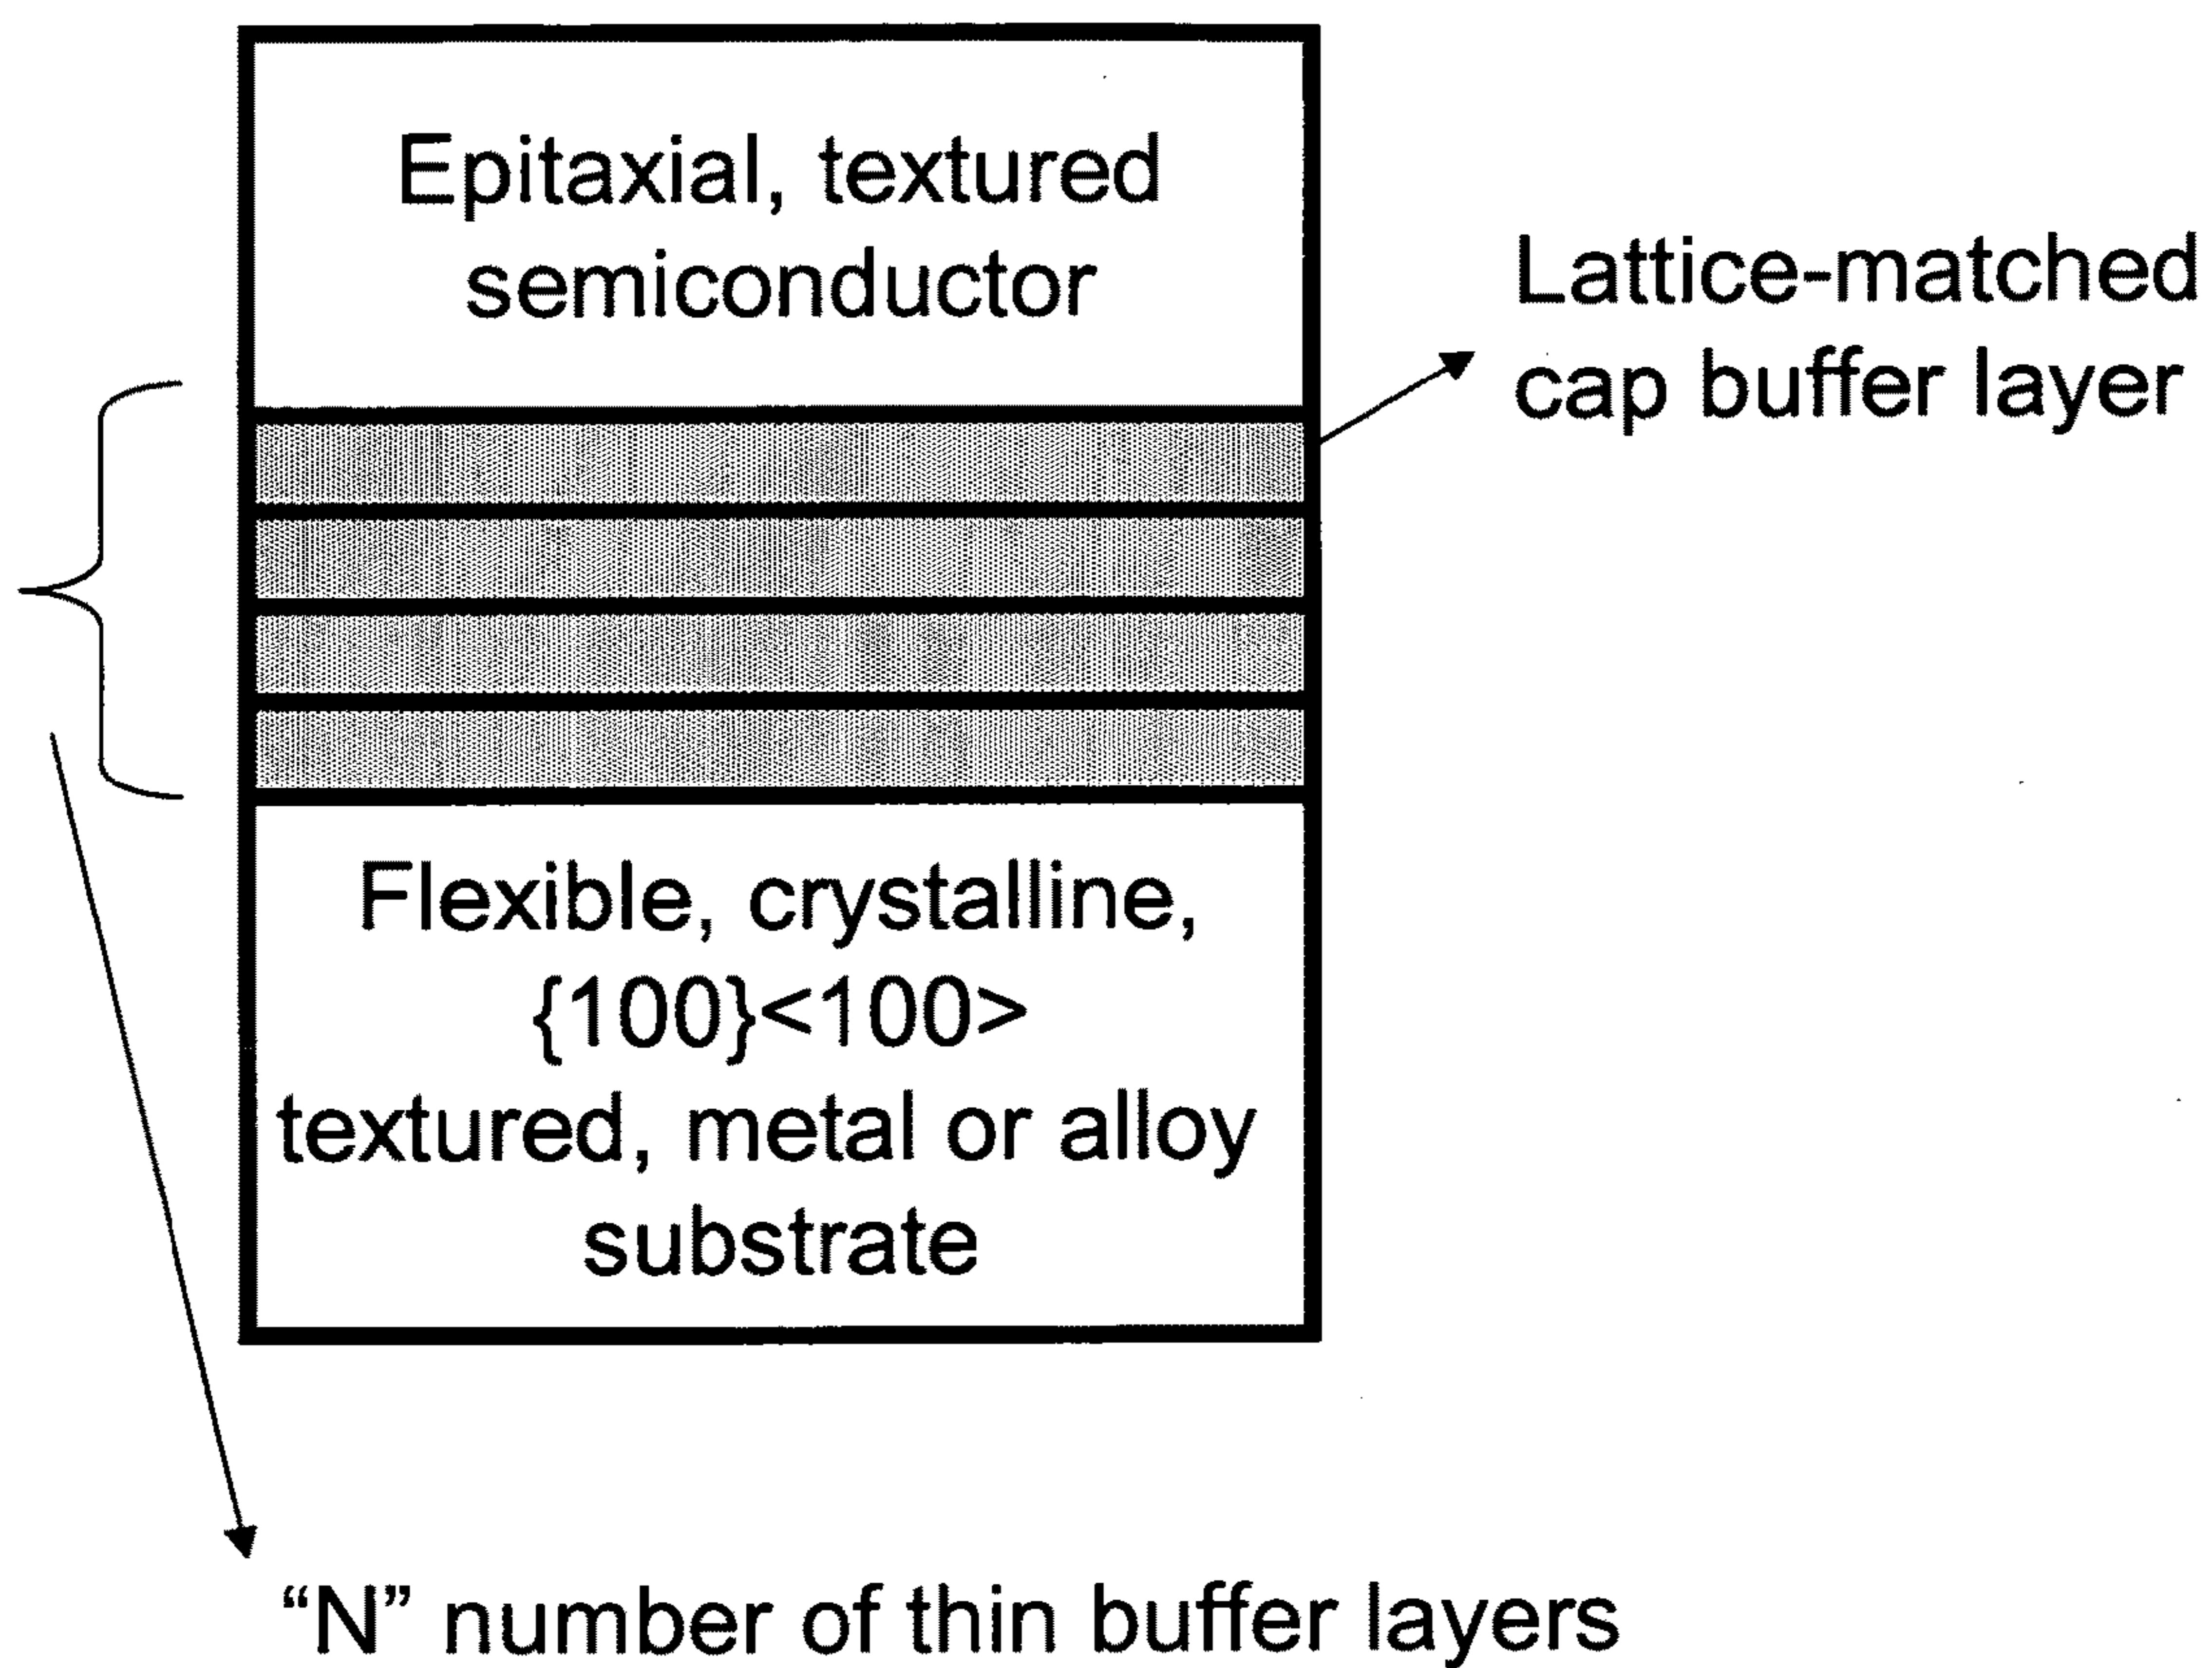 Epitaxial, textured
semiconductor
Lattice-matched
cap buffer layer
Flexible, crystalline,
{100}<100>
textured, metal or alloy
substrate
“N” number of thin buffer layers